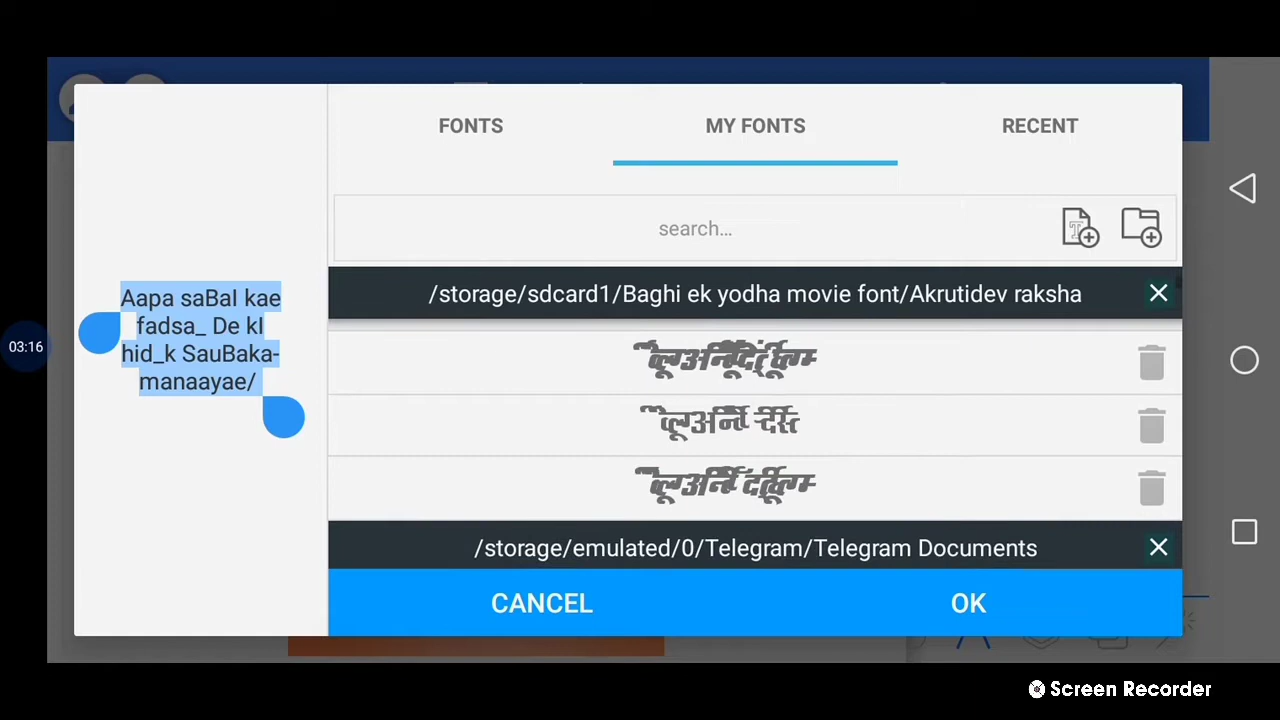 FONTS
MY FONTS
RECENT
search...
/storage/sdcard1/Baghi ek yodha movie font/Akrutidev raksha
Aapa saBaI kae
fadsa_ De kI
hid_k SauBaka-
manaayae/
03:16
/storage/emulated/0/Telegram/Telegram Documents
CANCEL
OK
Screen Recorder